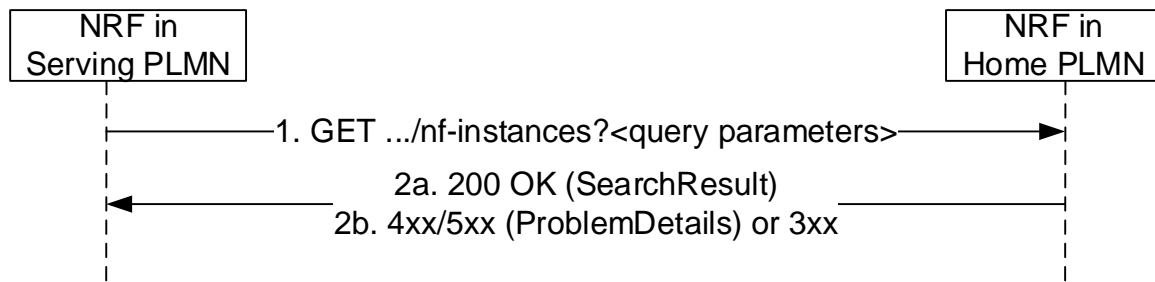 NRF in
Serving PLMN
NRF in
Home PLMN
1. GET .../nf-instances?<query parameters>
2a. 200 OK (SearchResult)
2b. 4xx/5xx (ProblemDetails) or 3xx